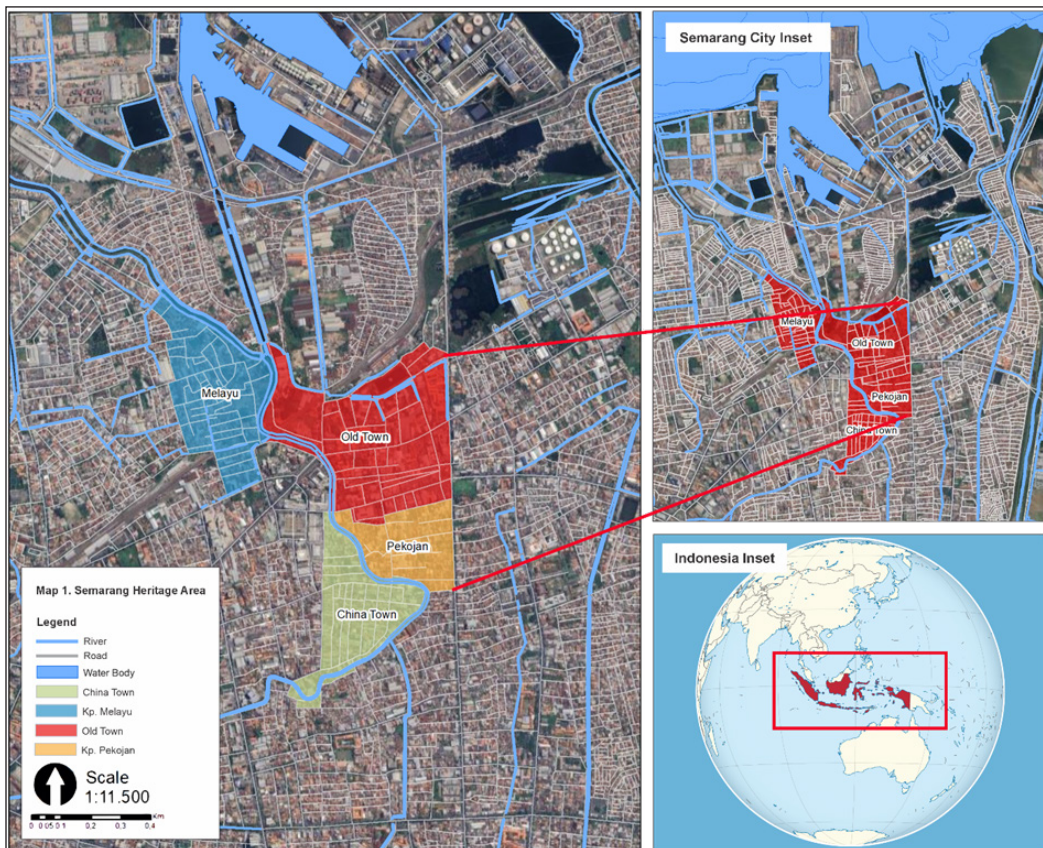 Semarang City Inset
Melayu
Old Town
Pekojan
China Town
Melayu
Old Town
Pekojan
China Town
Indonesia Inset
Map 1. Semarang Heritage Area
Legend
River
Road
Water Body
China Town
Kp. Melayu
Old Town
Kp. Pekojan
Scale
1:11.500
0 0.05 0.1 0,2 0,3 0,4 Km